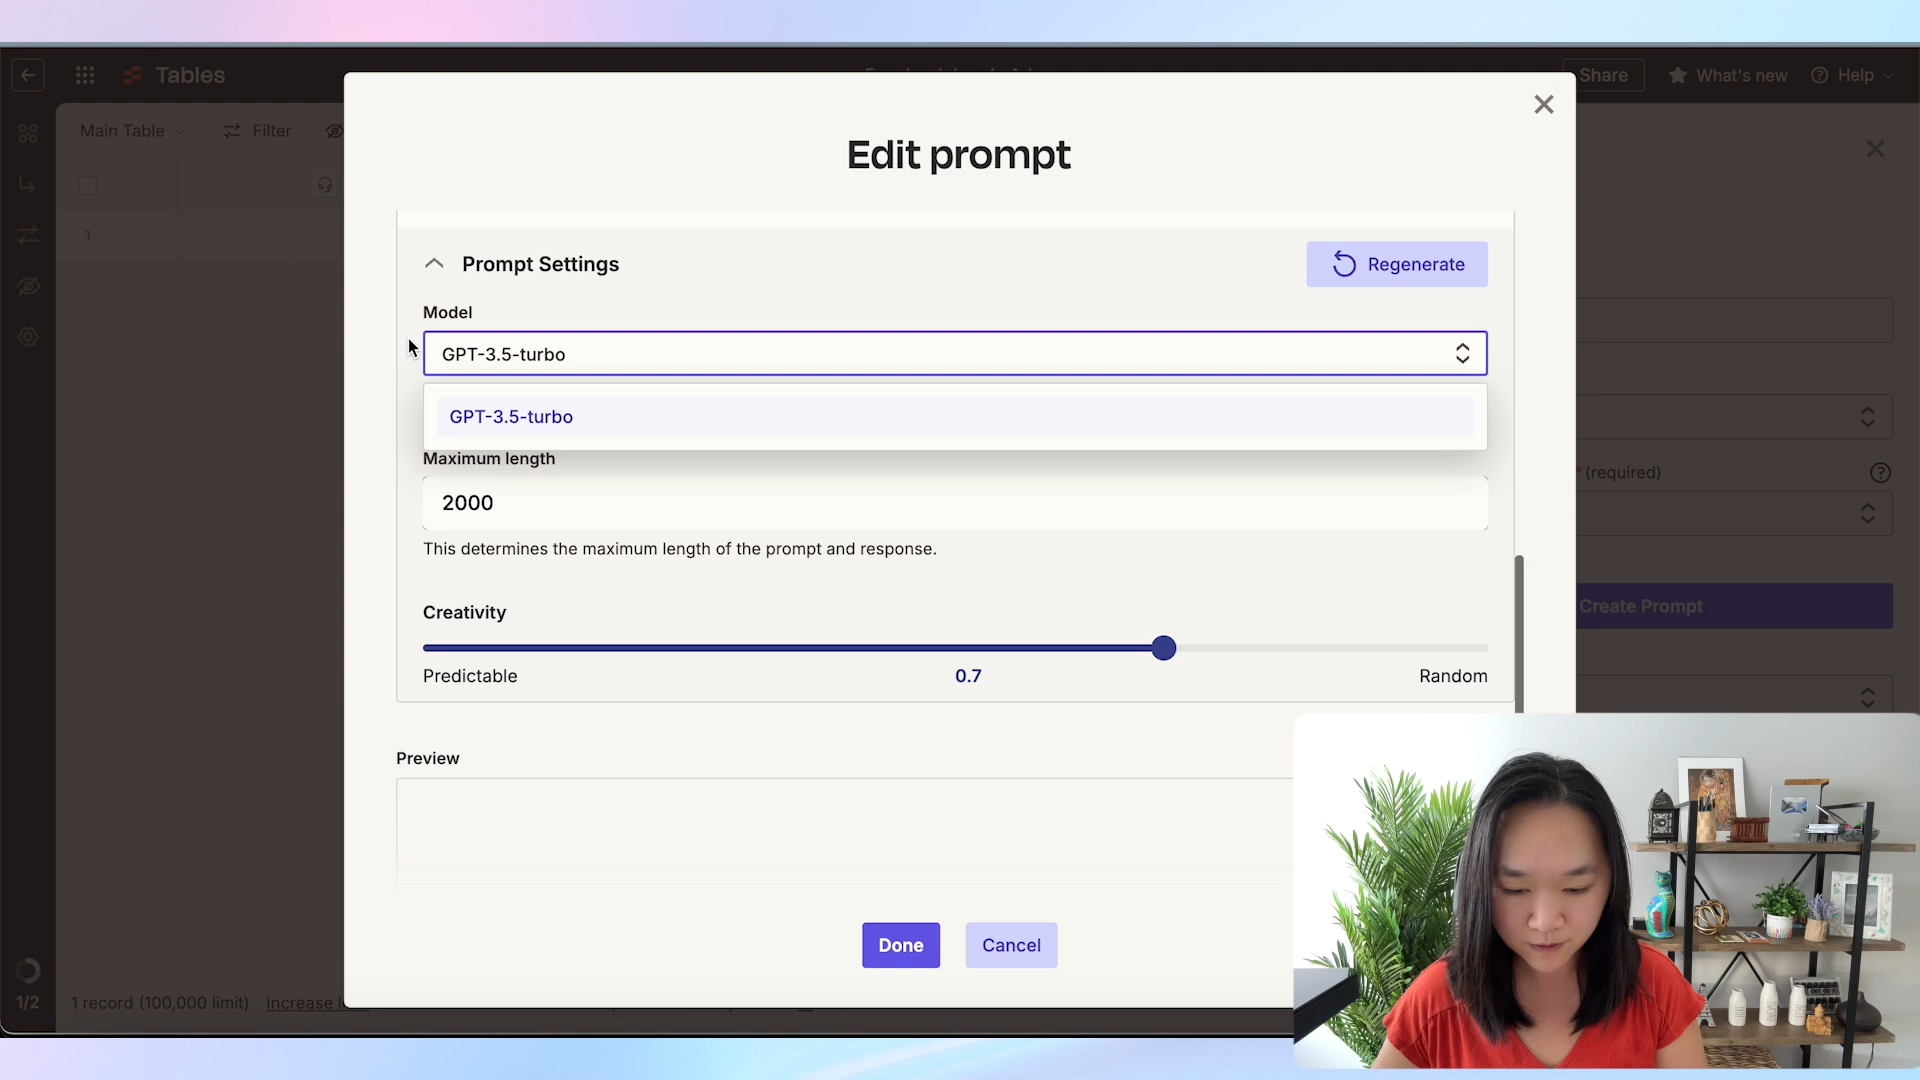 Tables
Share
What's new
Help
Main Table
Filter
Edit prompt
1
Prompt Settings
Regenerate
Model
GPT-3.5-turbo
GPT-3.5-turbo
Maximum length
* (required)
2000
This determines the maximum length of the prompt and response.
Create Prompt
Creativity
Predictable
0.7
Random
Preview
Done
Cancel
1/2
1 record (100,000 limit)
Increase